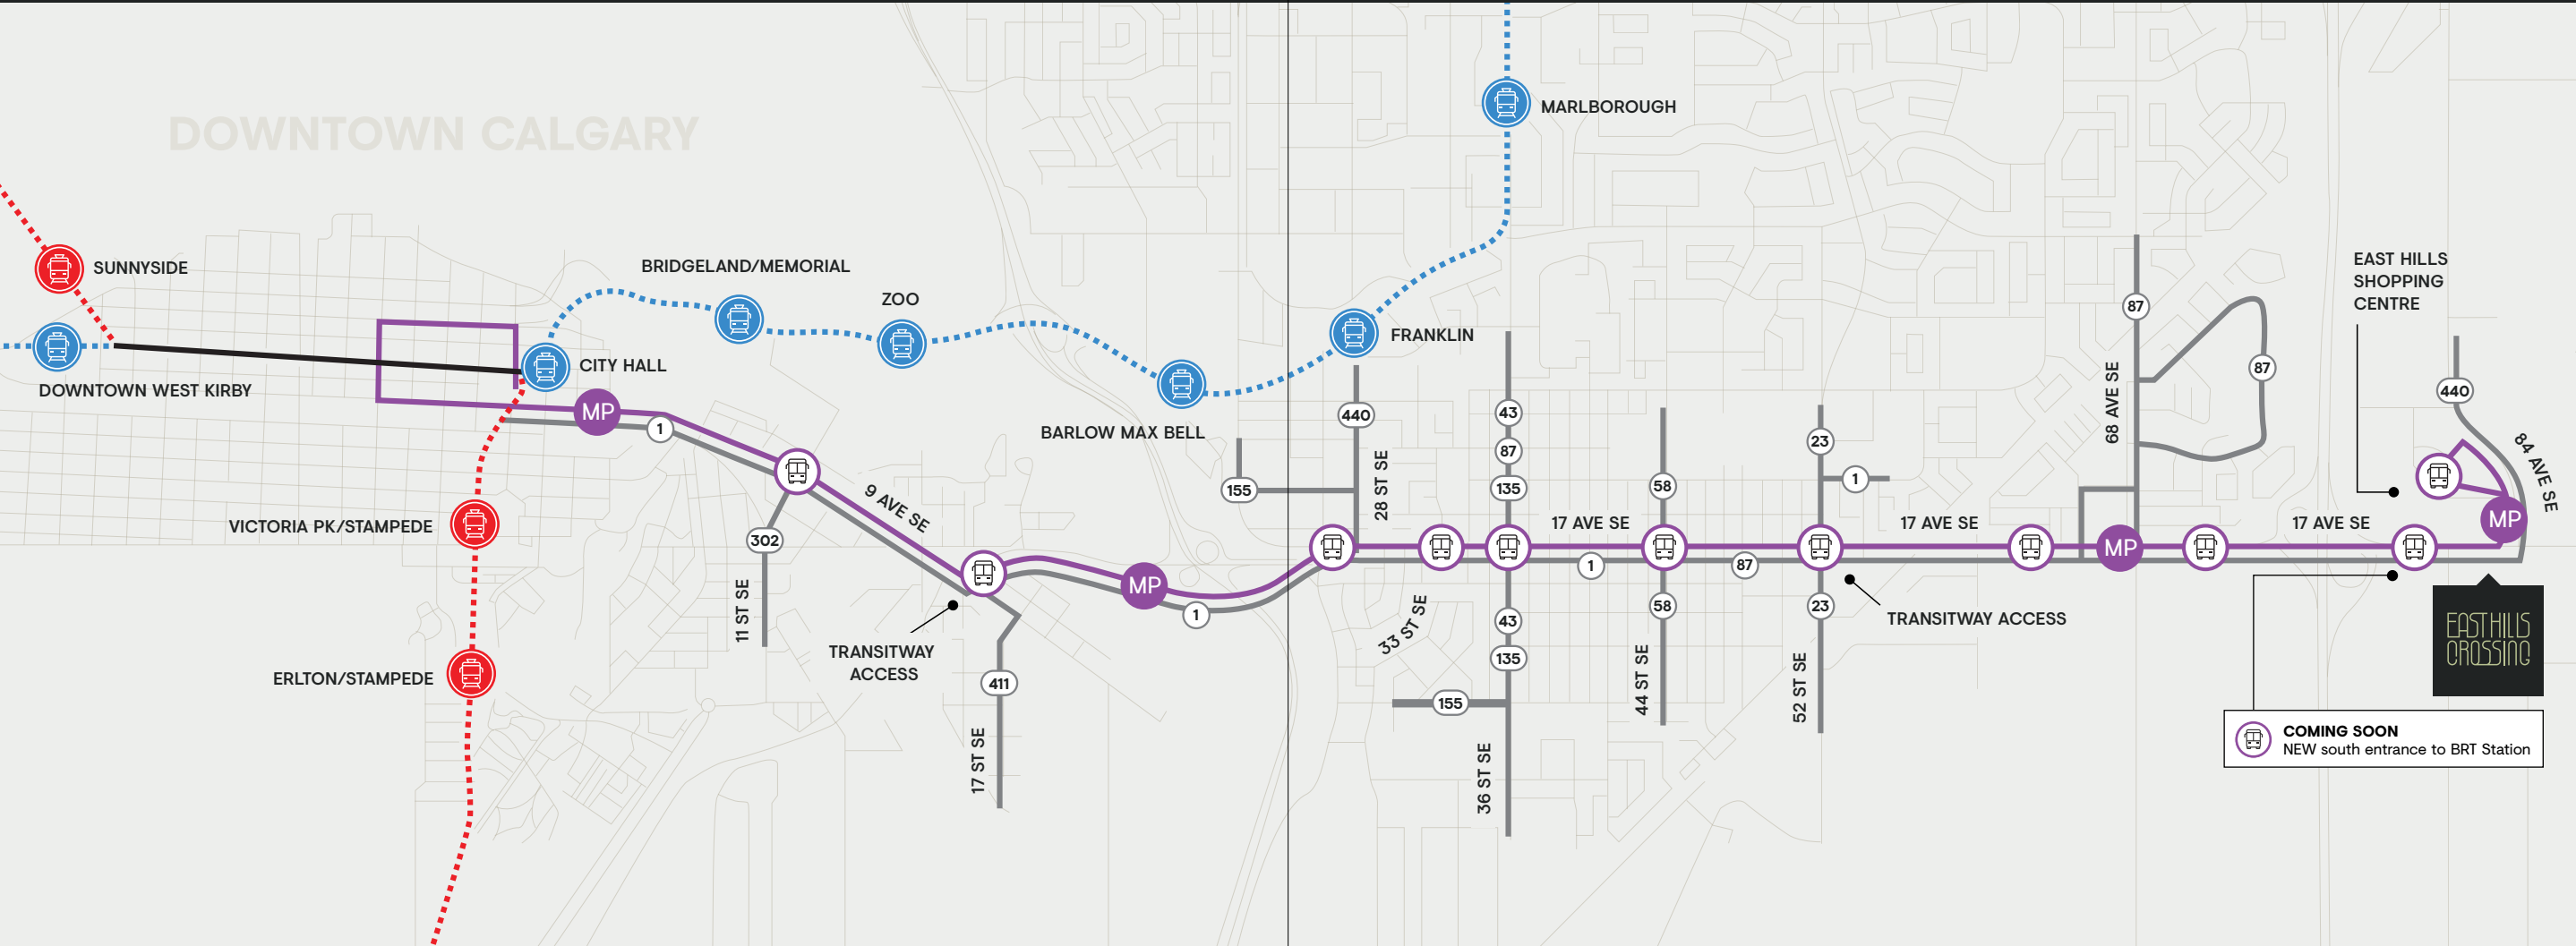 DOWNTOWN CALGARY
MARLBOROUGH
SUNNYSIDE
BRIDGELAND/MEMORIAL
ZOO
EAST HILLS
SHOPPING
CENTRE
87
FRANKLIN
CITY HALL
DOWNTOWN WEST KIRBY
87
68 AVE SE
440
MP
1
BARLOW MAX BELL
440
43
87
135
23
1
58
84 AVE SE
155
28 ST SE
9 AVE SE
VICTORIA PK/STAMPEDE
302
17 AVE SE
17 AVE SE
17 AVE SE
MP
MP
MP
1
87
1
TRANSITWAY ACCESS
11 ST SE
TRANSITWAY
ACCESS
33 ST SE
43
58
23
135
EASTHILLS
CROSSING
ERLTON/STAMPEDE
411
155
44 ST SE
52 ST SE
17 ST SE
36 ST SE
COMING SOON
NEW south entrance to BRT Station